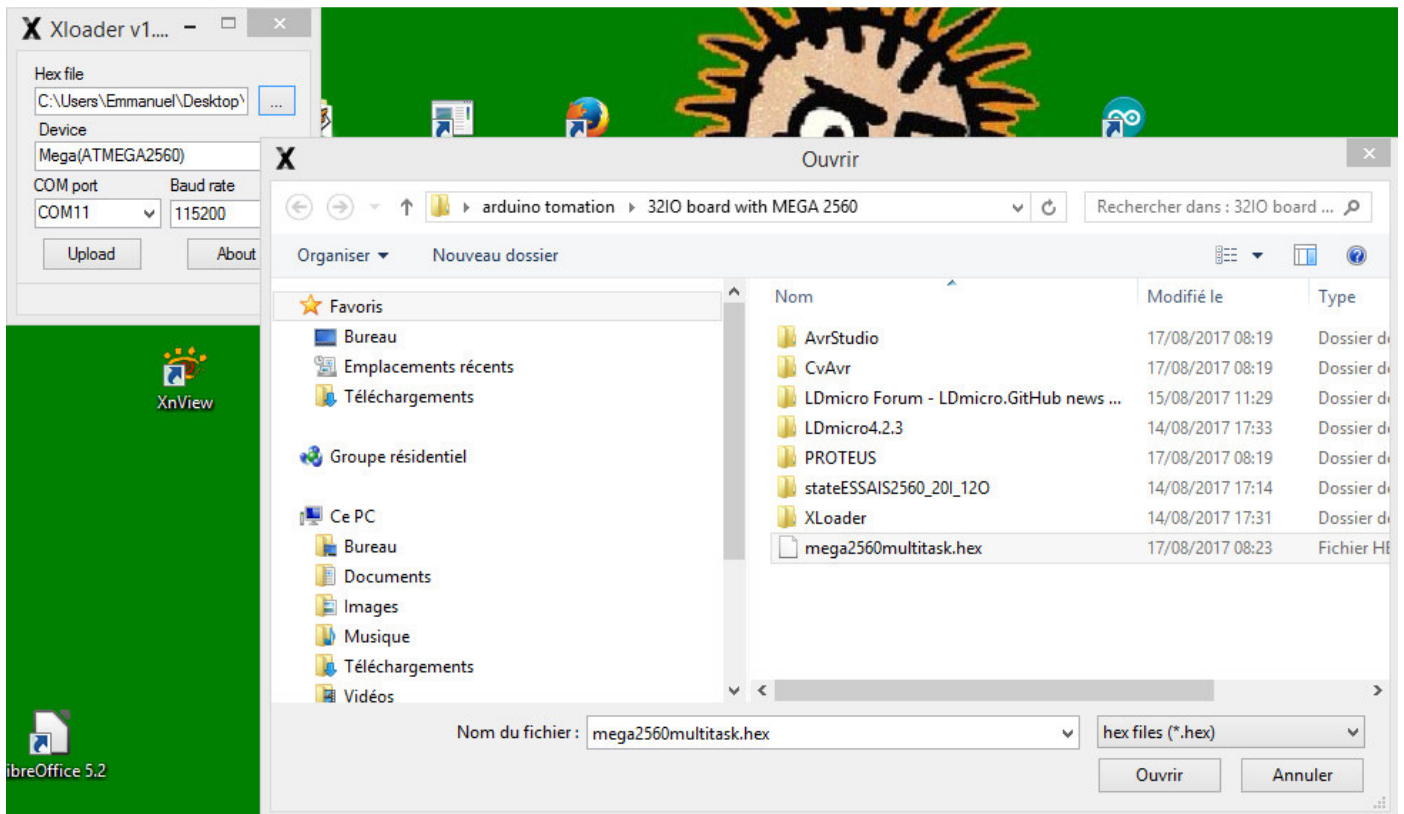 Xloader v1....
Hex file
C:\Users\Emmanuel\Desktop\
...
Device
Mega(ATMEGA2560)
COM port Baud rate
COM11 115200
Upload About
XnView
ibreOffice 5.2
Ouvrir
arduino tomation 32IO board with MEGA 2560
Rechercher dans : 32IO board ...
Organiser Nouveau dossier
Favoris
Bureau
Emplacements récents
Téléchargements
Groupe résidentiel
Ce PC
Bureau
Documents
Images
Musique
Téléchargements
Vidéos
Nom Modifié le Type
AvrStudio 17/08/2017 08:19 Dossier de
CvAvr 17/08/2017 08:19 Dossier de
LDmicro Forum - LDmicro.GitHub news ... 15/08/2017 11:29 Dossier de
LDmicro4.2.3 14/08/2017 17:33 Dossier de
PROTEUS 17/08/2017 08:19 Dossier de
stateESSAIS2560_20I_12O 14/08/2017 17:14 Dossier de
XLoader 14/08/2017 17:31 Dossier de
mega2560multitask.hex 17/08/2017 08:23 Fichier HE
Nom du fichier : mega2560multitask.hex hex files (*.hex)
Ouvrir Annuler